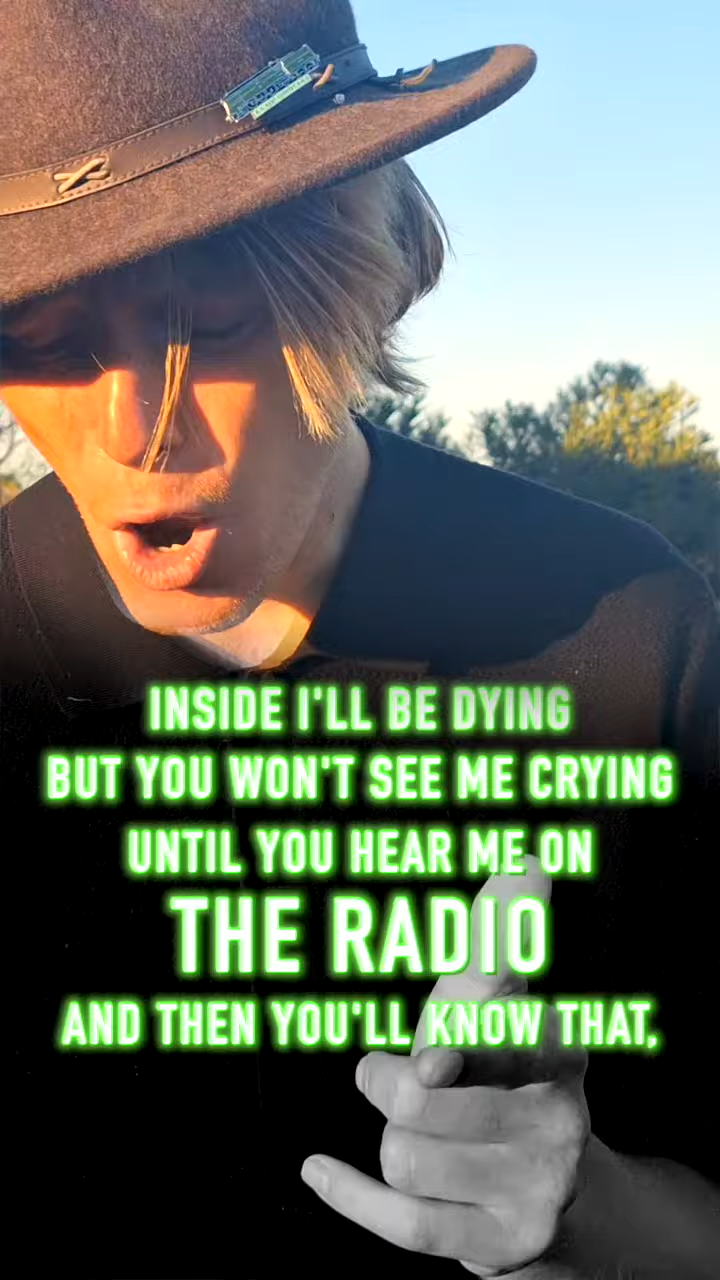 INSIDE I'LL BE DYING
BUT YOU WON'T SEE ME CRYING
UNTIL YOU HEAR ME ON
THE RADIO
AND THEN YOU'LL KNOW THAT,